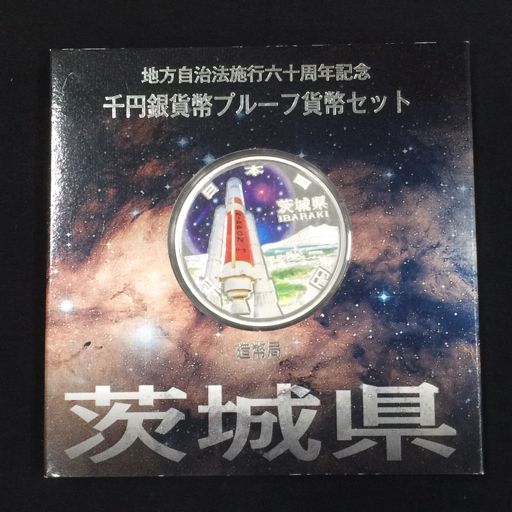 地方自治法施行六十周年記念
千円銀貨幣プルーフ貨幣セット
日本国
茨城県
IBARAKI
造幣局
茨城県